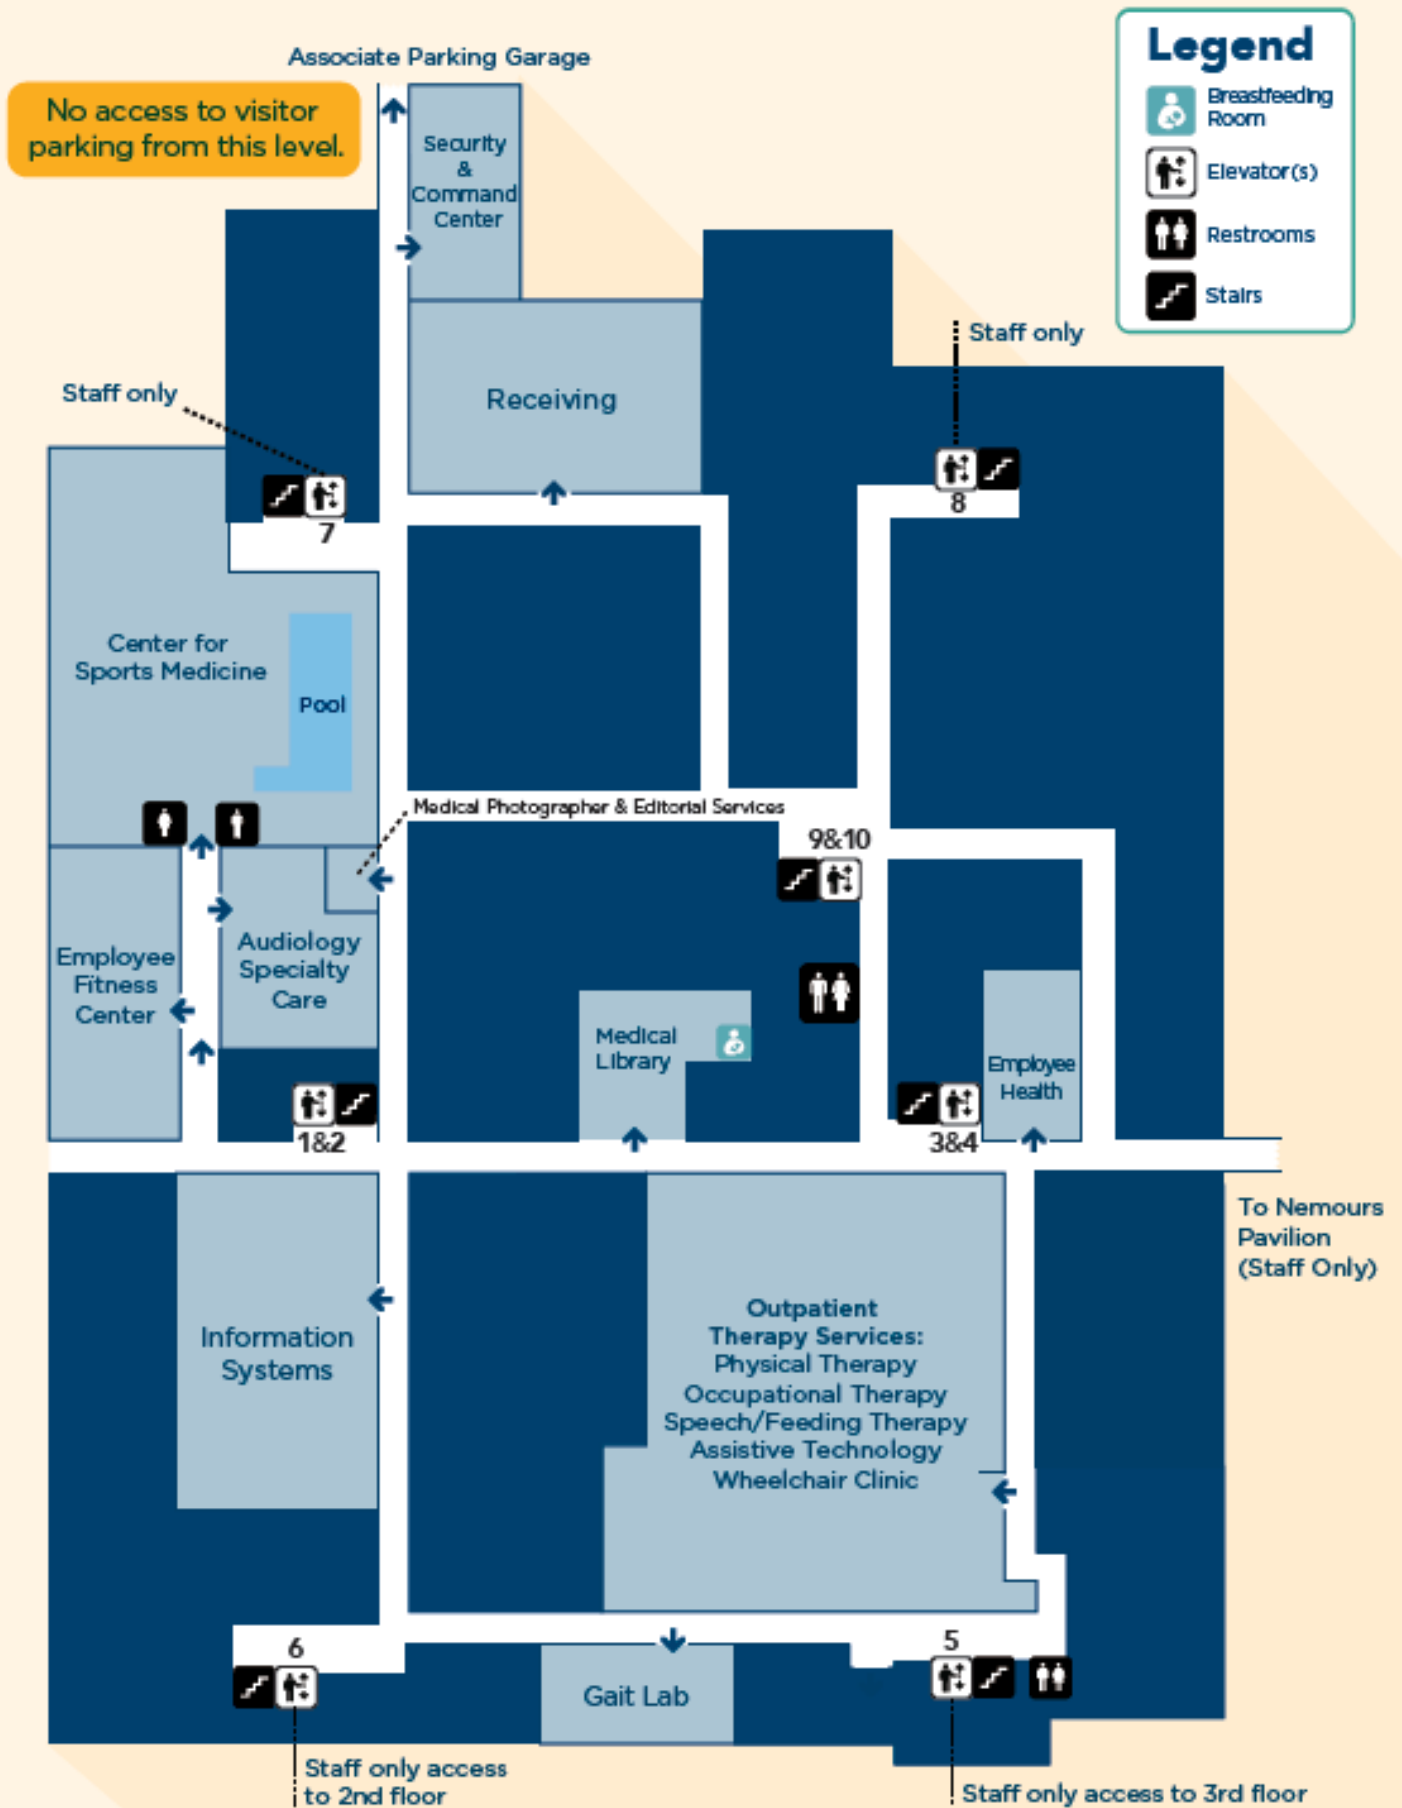 Legend
Breastfeeding
Room
Elevator(s)
Restrooms
Stairs
Associate Parking Garage
No access to visitor
parking from this level.
Security
&
Command
Center
Receiving
Staff only
8
Staff only
7
Center for
Sports Medicine
Pool
Medical Photographer & Editorial Services
9&10
Employee
Fitness
Center
Audiology
Specialty
Care
Medical
Library
Employee
Health
1&2
3&4
To Nemours
Pavilion
(Staff Only)
Information
Systems
Outpatient
Therapy Services:
Physical Therapy
Occupational Therapy
Speech/Feeding Therapy
Assistive Technology
Wheelchair Clinic
6
5
Gait Lab
Staff only access
to 2nd floor
Staff only access to 3rd floor